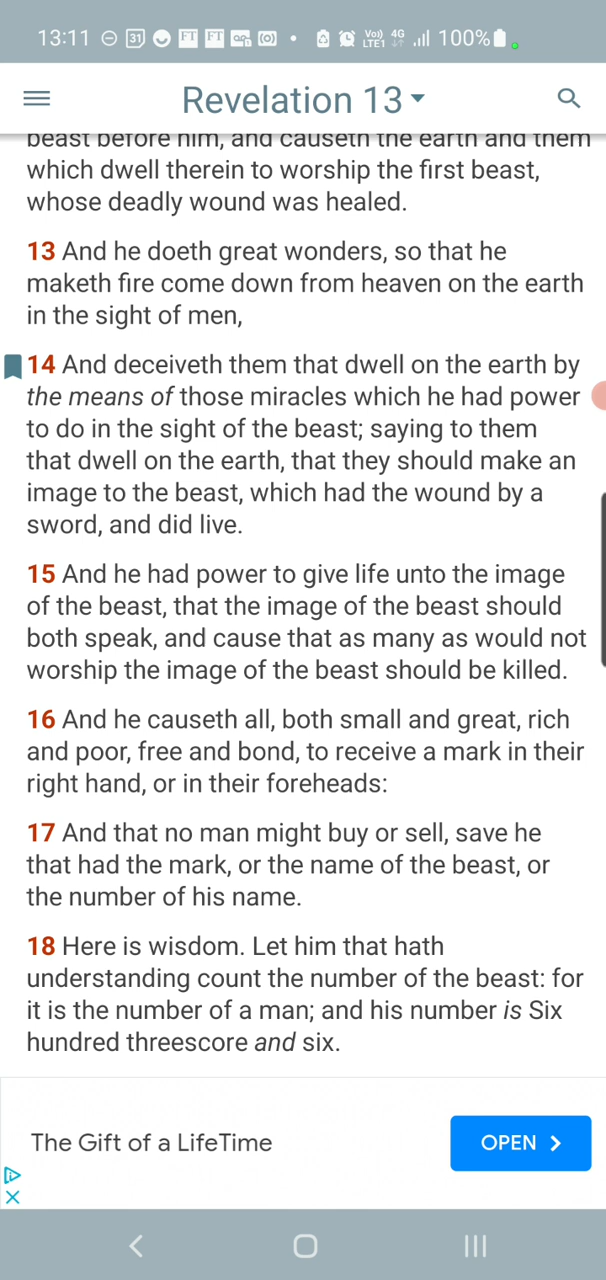 13:11
31
FT
FT
Vo)) 4G
LTE1
100%
Revelation 13
beast before him, and causeth the earth and them
which dwell therein to worship the first beast,
whose deadly wound was healed.
13 And he doeth great wonders, so that he
maketh fire come down from heaven on the earth
in the sight of men,
14 And deceiveth them that dwell on the earth by
the means of those miracles which he had power
to do in the sight of the beast; saying to them
that dwell on the earth, that they should make an
image to the beast, which had the wound by a
sword, and did live.
15 And he had power to give life unto the image
of the beast, that the image of the beast should
both speak, and cause that as many as would not
worship the image of the beast should be killed.
16 And he causeth all, both small and great, rich
and poor, free and bond, to receive a mark in their
right hand, or in their foreheads:
17 And that no man might buy or sell, save he
that had the mark, or the name of the beast, or
the number of his name.
18 Here is wisdom. Let him that hath
understanding count the number of the beast: for
it is the number of a man; and his number is Six
hundred threescore and six.
The Gift of a LifeTime
OPEN